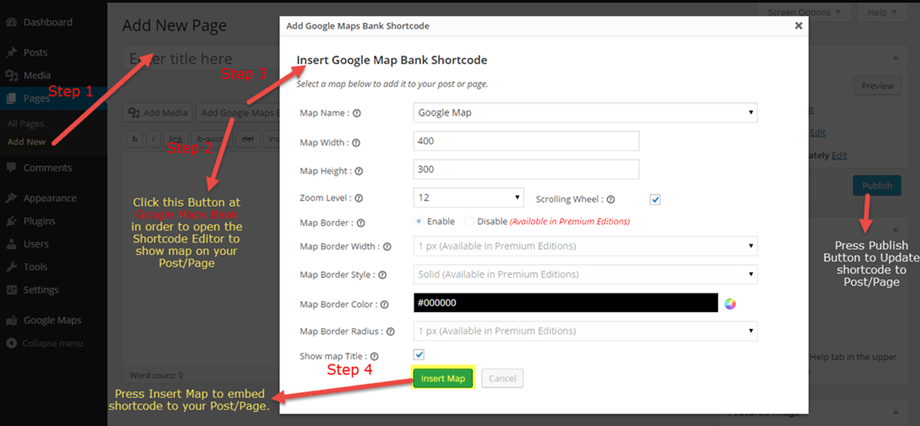 Dashboard
Posts
Media
Pages
All Pages
Add New
Comments
Appearance
Plugins
Users
Tools
Settings
Google Maps
Collapse menu
Add New Page
Screen Options
Help
Enter title here
Step 1
Add Media
Add Google Maps B
b
i
link
b-quote
del
ins
Step 3
Step 2
Click this Button at
Google Maps Bank
in order to open the
Shortcode Editor to
show map on your
Post/Page
Word count: 0
Press Insert Map to embed
shortcode to your Post/Page.
Add Google Maps Bank Shortcode
Insert Google Map Bank Shortcode
Select a map below to add it to your post or page.
Map Name : Google Map
Map Width : 400
Map Height : 300
Zoom Level : 12 Scrolling Wheel :
Map Border : Enable Disable (Available in Premium Editions)
Map Border Width : 1 px (Available in Premium Editions)
Map Border Style : Solid (Available in Premium Editions)
Map Border Color : #000000
Map Border Radius : 1 px (Available in Premium Editions)
Show map Title :
Step 4
Insert Map Cancel
Preview
Edit
Edit
ately Edit
Publish
Press Publish
Button to Update
shortcode to
Post/Page
Help tab in the upper